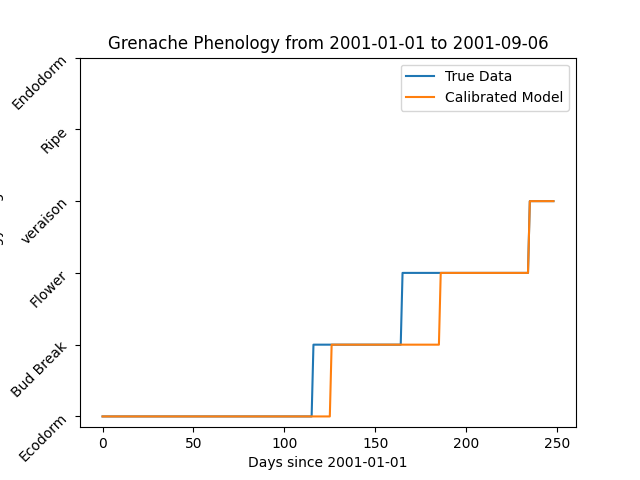 Grenache Phenology from 2001-01-01 to 2001-09-06
True Data
Calibrated Model
Endodorm
Ripe
veraison
Flower
Bud Break
Ecodorm
0 50 100 150 200 250
Days since 2001-01-01